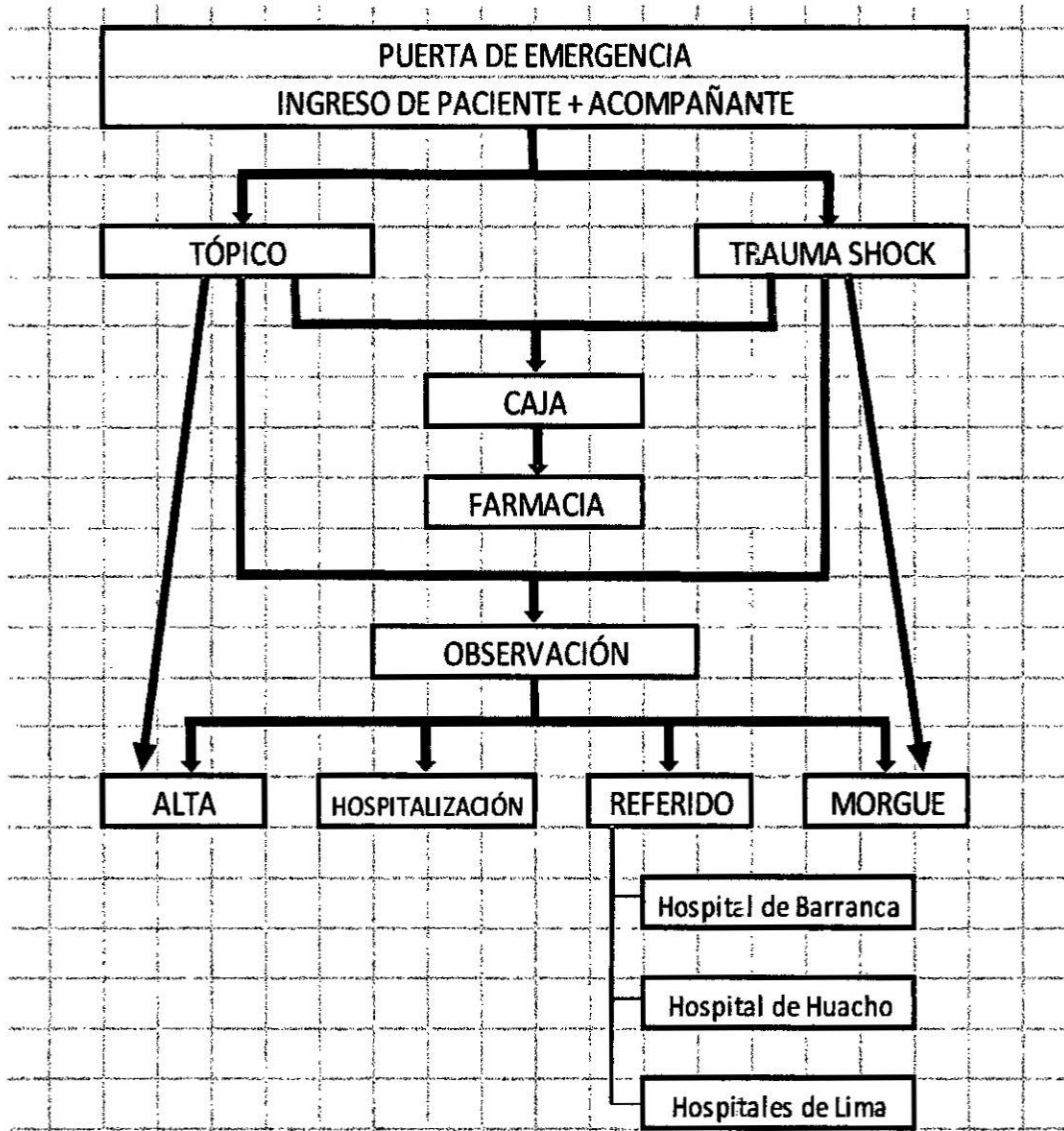 PUERTA DE EMERGENCIA
INGRESO DE PACIENTE + ACOMPAÑANTE
TÓPICO
TRAUMA SHOCK
CAJA
FARMACIA
OBSERVACIÓN
ALTA
HOSPITALIZACIÓN
REFERIDO
MORGUE
Hospital de Barranca
Hospital de Huacho
Hospitales de Lima